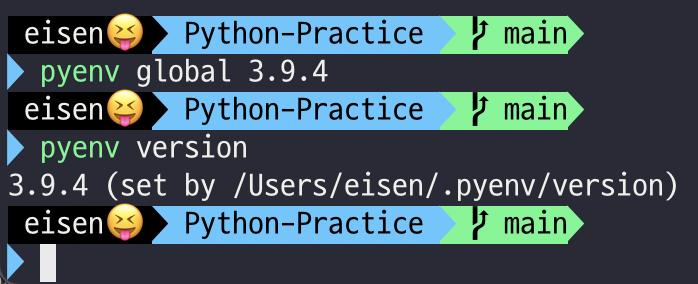 eisen😝 Python-Practice main
pyenv global 3.9.4
eisen😝 Python-Practice main
pyenv version
3.9.4 (set by /Users/eisen/.pyenv/version)
eisen😝 Python-Practice main